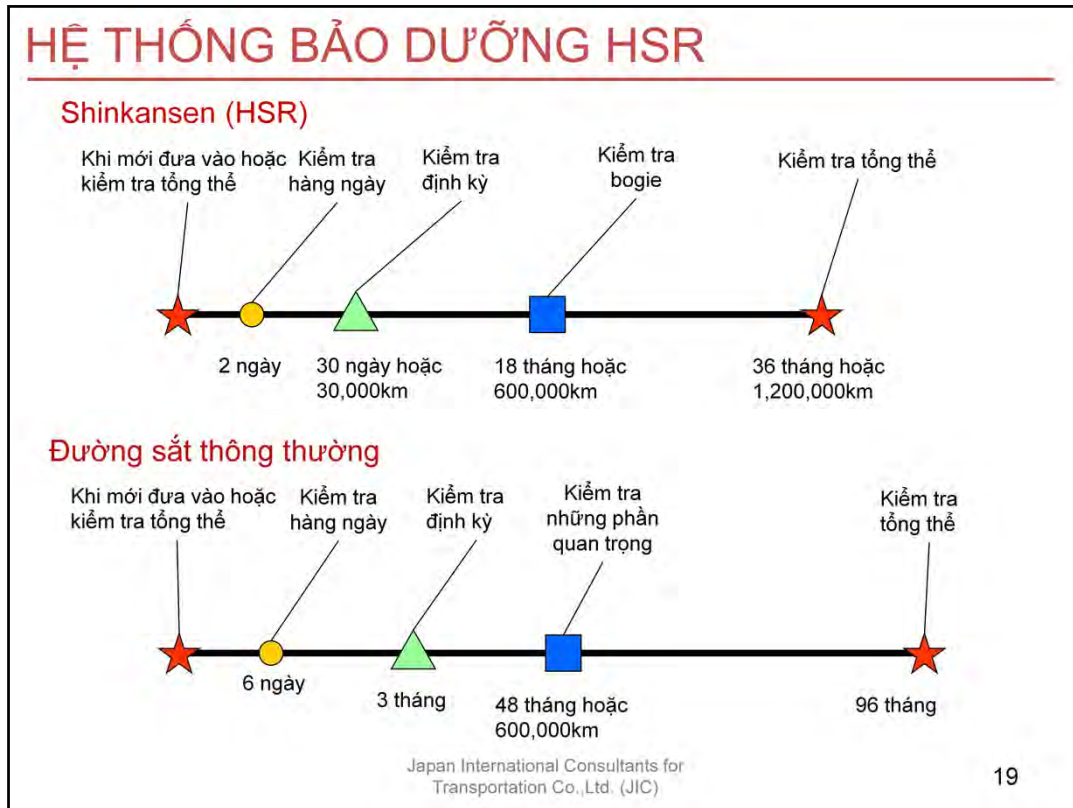 HỆ THỐNG BẢO DƯỠNG HSR
Shinkansen (HSR)
Khi mới đưa vào hoặc
kiểm tra tổng thể
Kiểm tra
hàng ngày
Kiểm tra
định kỳ
Kiểm tra
bogie
Kiểm tra tổng thể
2 ngày
30 ngày hoặc
30,000km
18 tháng hoặc
600,000km
36 tháng hoặc
1,200,000km
Đường sắt thông thường
Khi mới đưa vào hoặc
kiểm tra tổng thể
Kiểm tra
hàng ngày
Kiểm tra
định kỳ
Kiểm tra
những phần
quan trọng
Kiểm tra
tổng thể
6 ngày
3 tháng
48 tháng hoặc
600,000km
96 tháng
Japan International Consultants for
Transportation Co.,Ltd. (JIC)
19